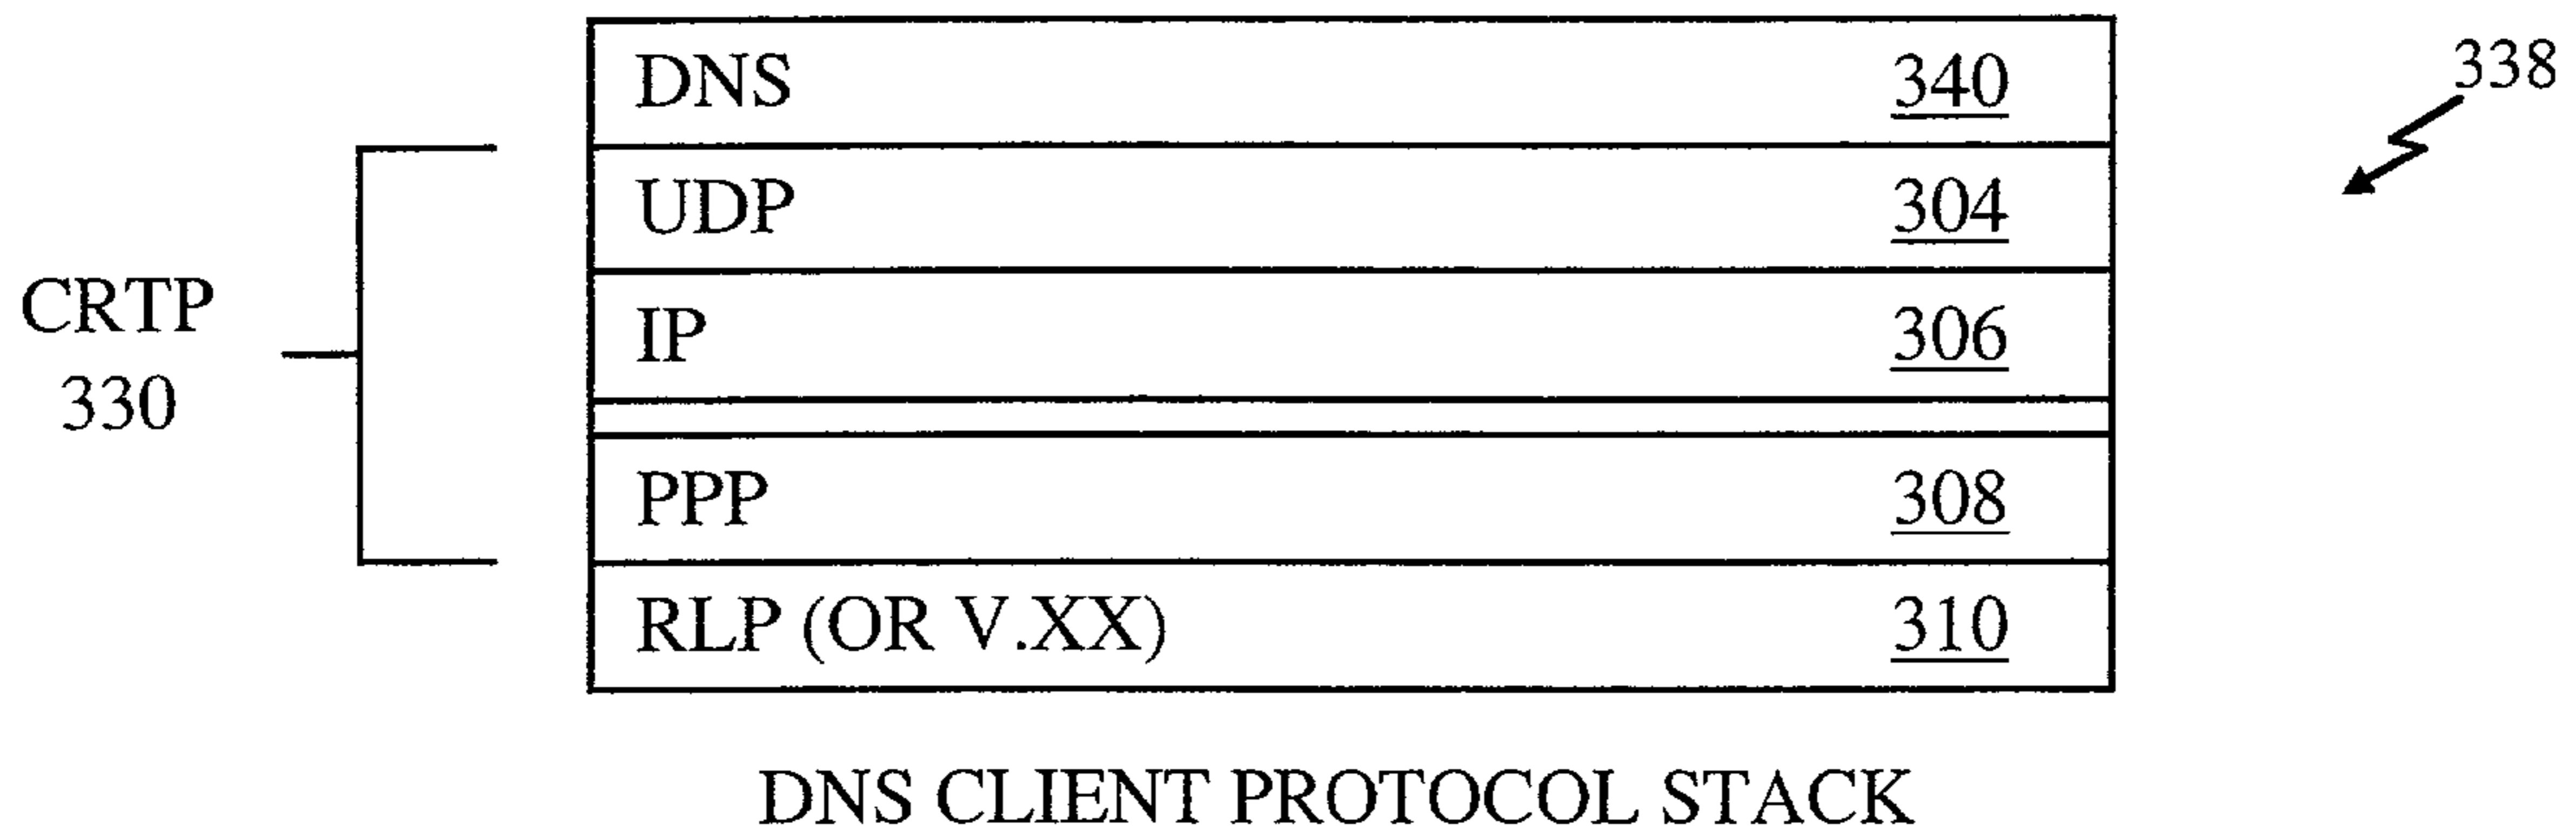 DNS 340
338
UDP 304
CRTP
330
IP 306
PPP 308
RLP (OR V.XX) 310
DNS CLIENT PROTOCOL STACK